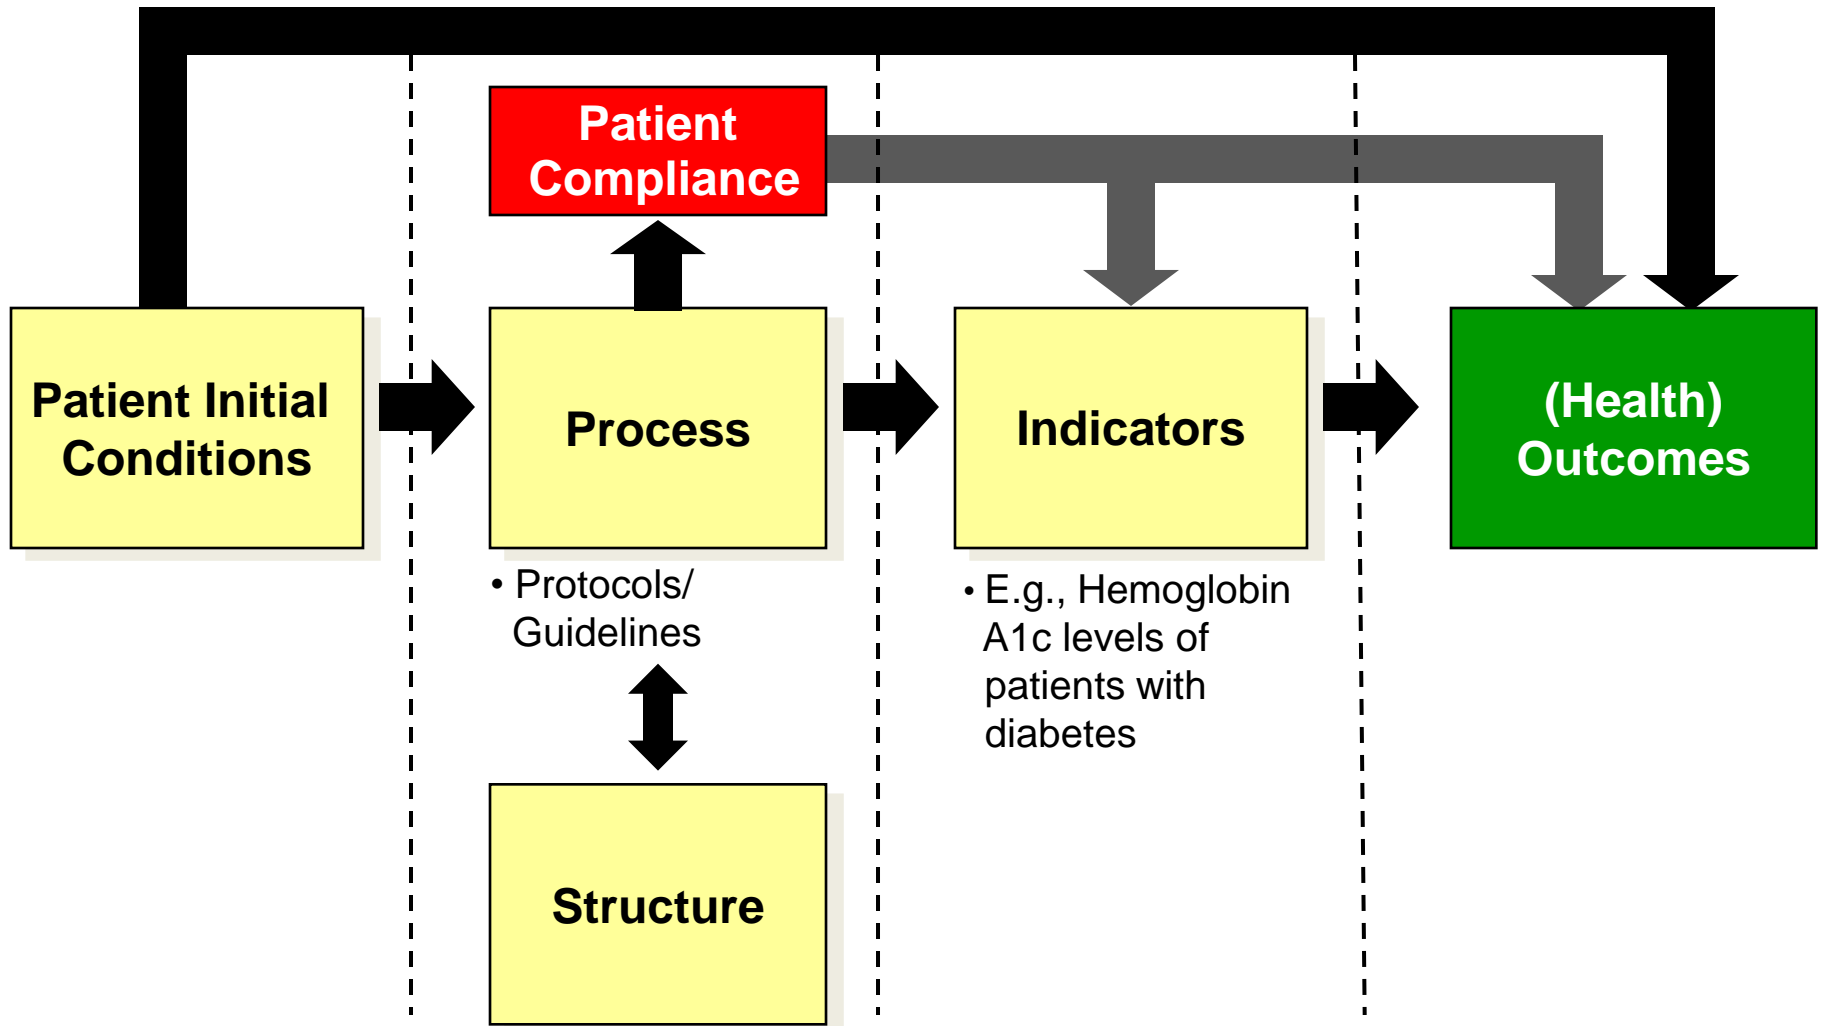 Patient
Compliance
Patient Initial
Conditions
Process
Indicators
(Health)
Outcomes
• Protocols/
Guidelines
• E.g., Hemoglobin
A1c levels of
patients with
diabetes
Structure